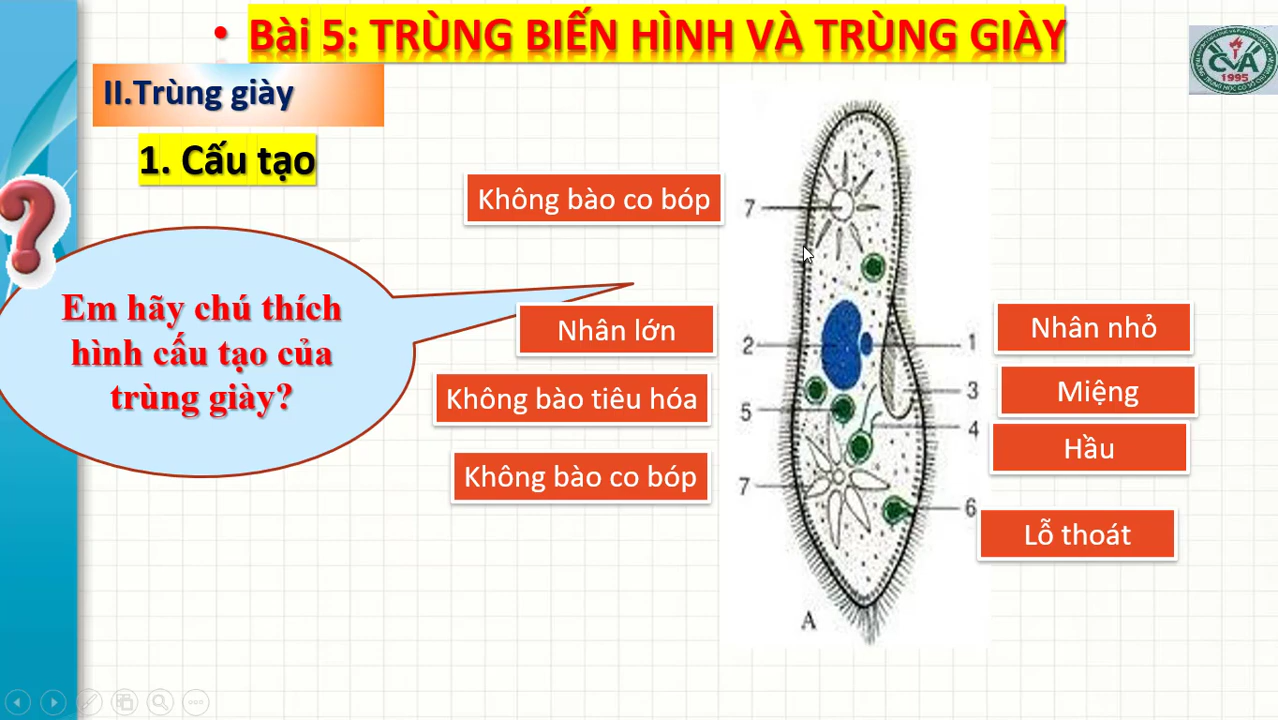 • Bài 5: TRÙNG BIẾN HÌNH VÀ TRÙNG GIÀY
CVA
1995
II.Trùng giày
1. Cấu tạo
?
Em hãy chú thích
hình cấu tạo của
trùng giày?
Không bào co bóp
7
Nhân lớn
2
1
Nhân nhỏ
Không bào tiêu hóa
5
3
Miệng
4
Hầu
Không bào co bóp
7
6
Lỗ thoát
A